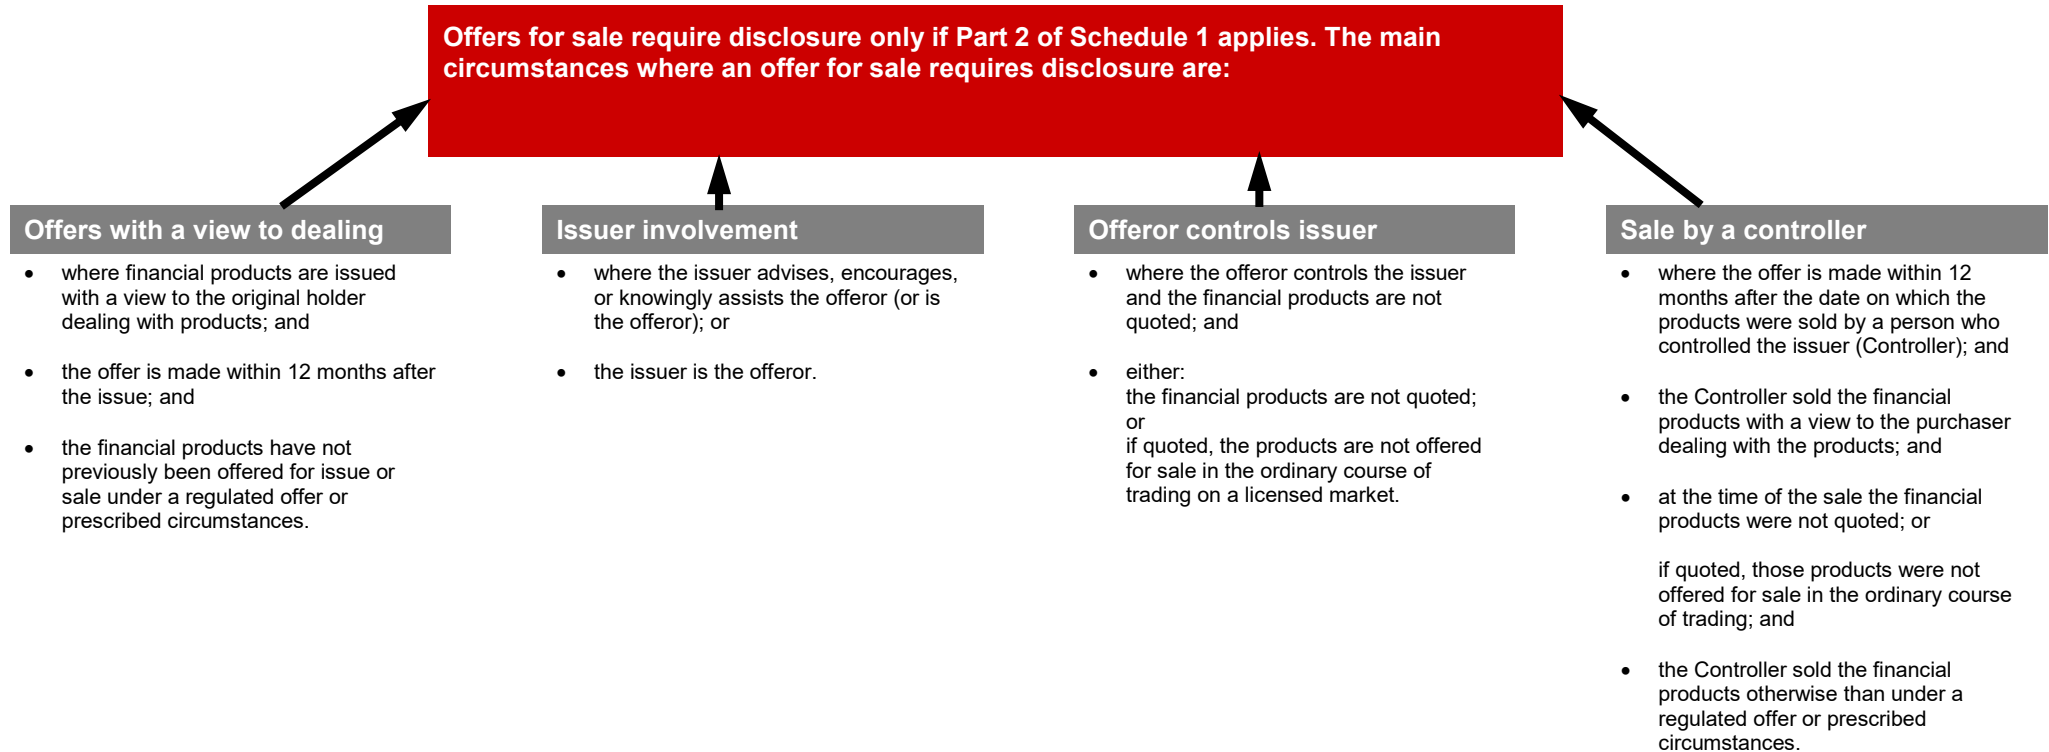 Offers for sale require disclosure only if Part 2 of Schedule 1 applies. The main
circumstances where an offer for sale requires disclosure are:
Offers with a view to dealing
• where financial products are issued
with a view to the original holder
dealing with products; and
• the offer is made within 12 months after
the issue; and
• the financial products have not
previously been offered for issue or
sale under a regulated offer or
prescribed circumstances.
Issuer involvement
• where the issuer advises, encourages,
or knowingly assists the offeror (or is
the offeror); or
• the issuer is the offeror.
Offeror controls issuer
• where the offeror controls the issuer
and the financial products are not
quoted; and
• either:
the financial products are not quoted;
or
if quoted, the products are not offered
for sale in the ordinary course of
trading on a licensed market.
Sale by a controller
• where the offer is made within 12
months after the date on which the
products were sold by a person who
controlled the issuer (Controller); and
• the Controller sold the financial
products with a view to the purchaser
dealing with the products; and
• at the time of the sale the financial
products were not quoted; or
if quoted, those products were not
offered for sale in the ordinary course
of trading; and
• the Controller sold the financial
products otherwise than under a
regulated offer or prescribed
circumstances.